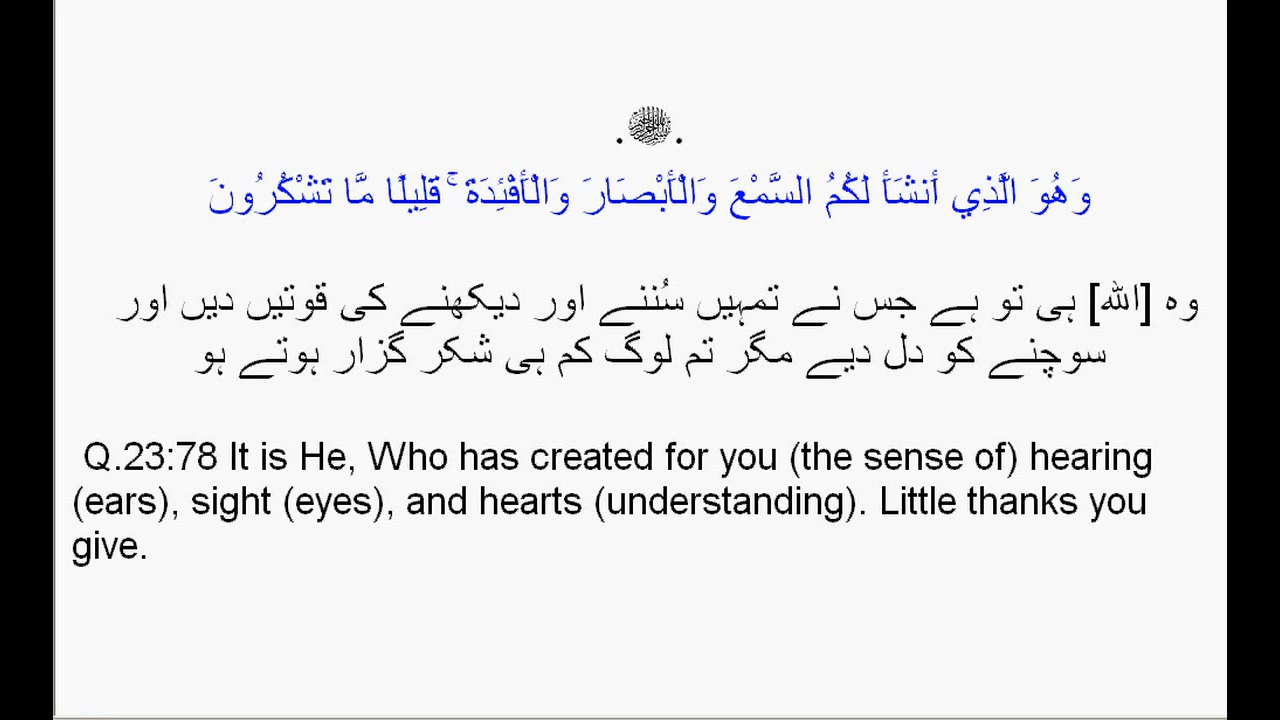 وَهُوَ الَّذِي أَنشَأَ لَكُمُ السَّمْعَ وَالْأَبْصَارَ وَالْأَفْئِدَةَ ۚ قَلِيلًا مَّا تَشْكُرُونَ
وہ [الله] ہی تو ہے جس نے تمہیں سُننے اور دیکھنے کی قوتیں دیں اور
سوچنے کو دل دیے مگر تم لوگ کم ہی شکر گزار ہوتے ہو
Q.23:78 It is He, Who has created for you (the sense of) hearing
(ears), sight (eyes), and hearts (understanding). Little thanks you
give.